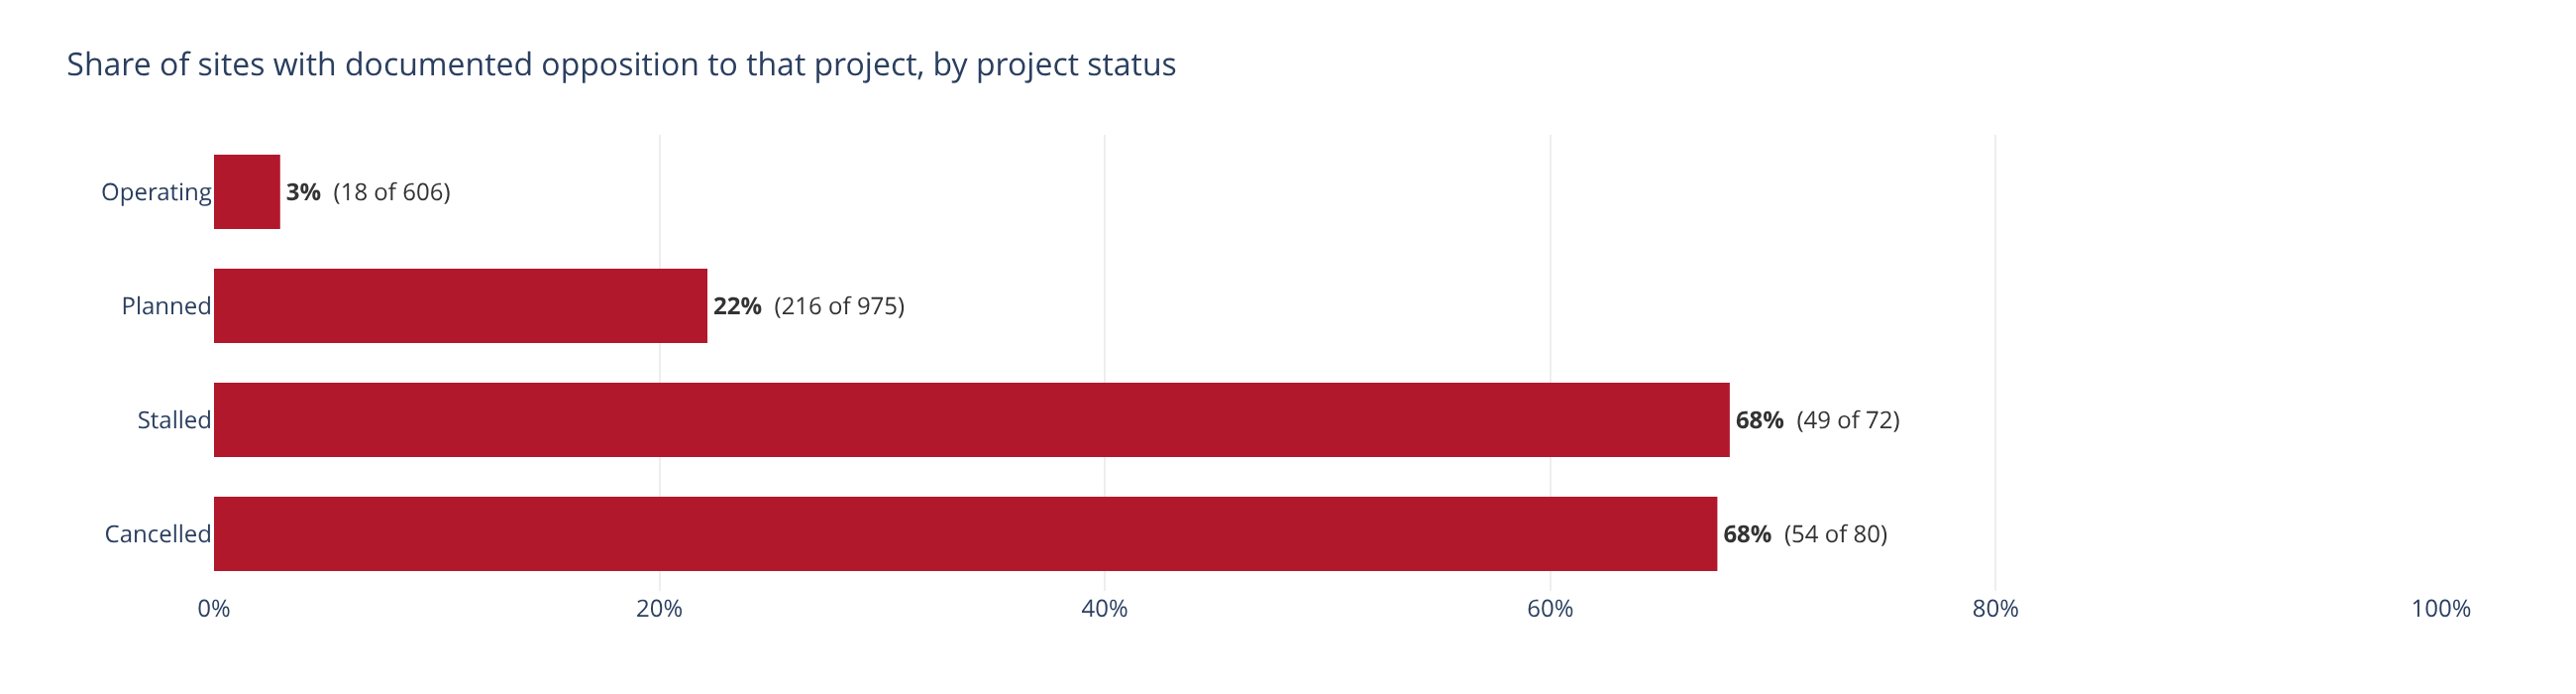 Share of sites with documented opposition to that project, by project status
Operating 3% (18 of 606)
Planned 22% (216 of 975)
Stalled 68% (49 of 72)
Cancelled 68% (54 of 80)
0% 20% 40% 60% 80% 100%